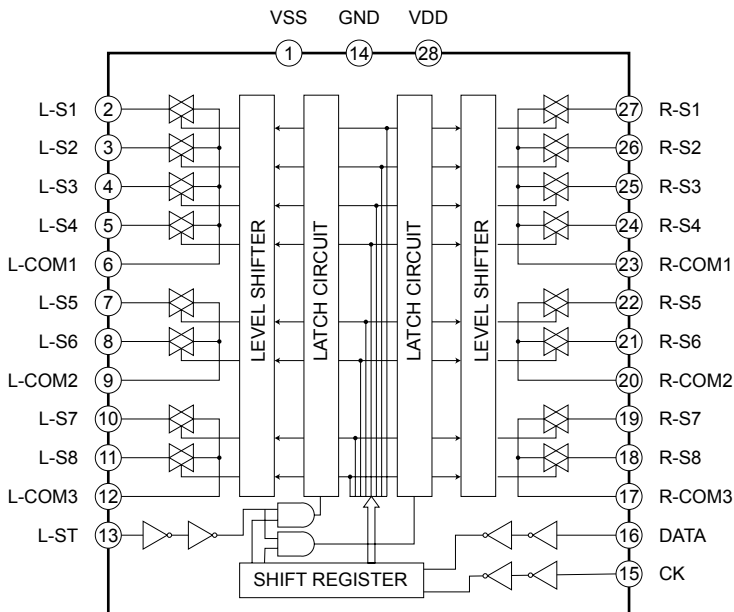 VSS GND VDD
1 14 28
L-S1 2 27 R-S1
L-S2 3 26 R-S2
L-S3 4 25 R-S3
L-S4 5 24 R-S4
L-COM1 6 23 R-COM1
L-S5 7 22 R-S5
L-S6 8 21 R-S6
L-COM2 9 20 R-COM2
L-S7 10 19 R-S7
L-S8 11 18 R-S8
L-COM3 12 17 R-COM3
L-ST 13 16 DATA
15 CK
LEVEL SHIFTER
LATCH CIRCUIT
LATCH CIRCUIT
LEVEL SHIFTER
SHIFT REGISTER